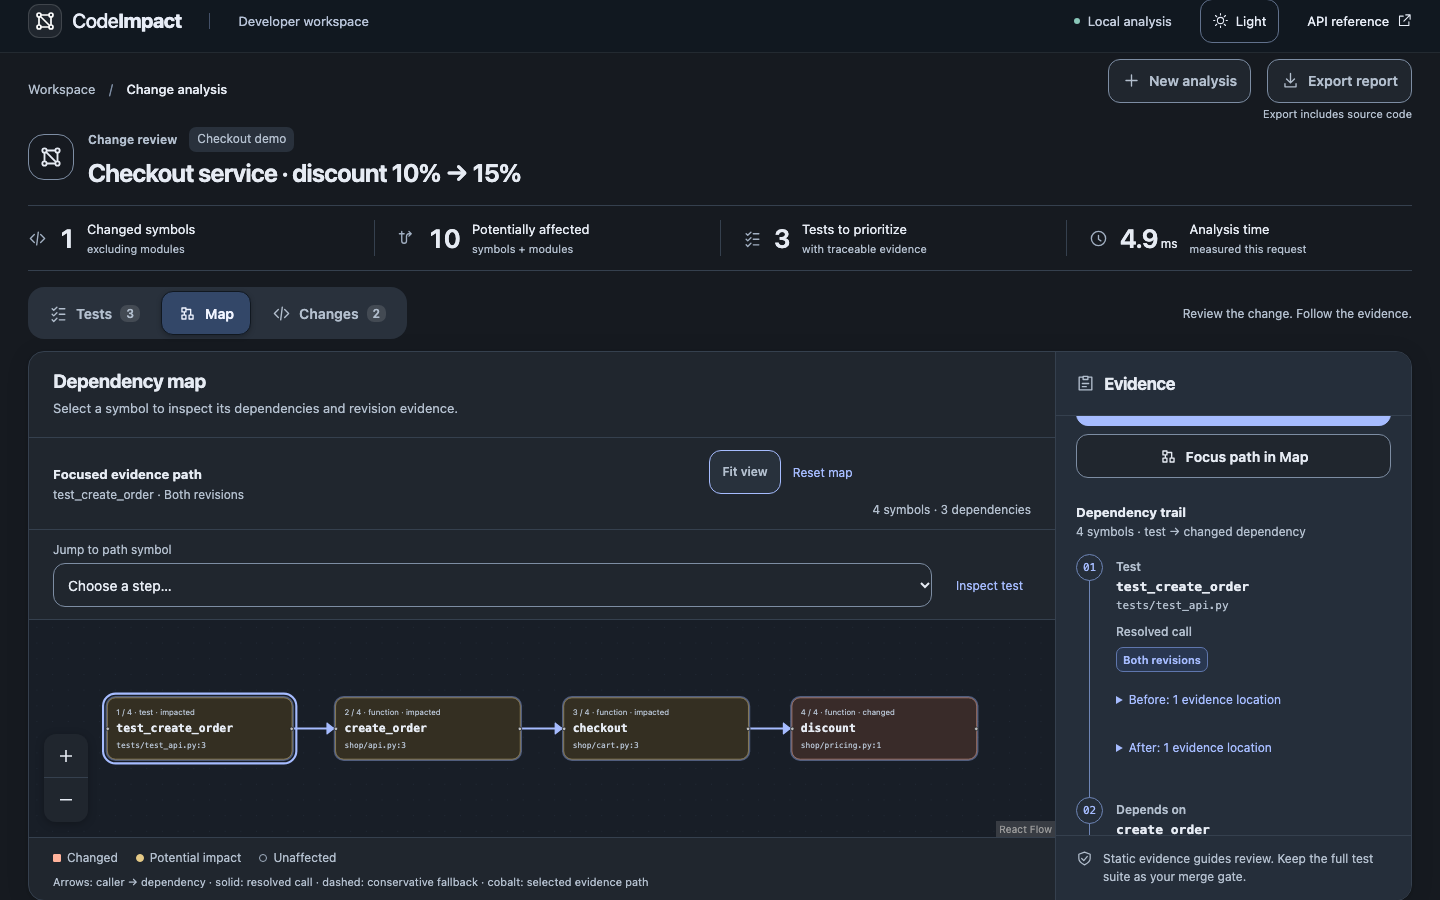 CodeImpact
Developer workspace
Local analysis
Light
API reference
Workspace / Change analysis
New analysis
Export report
Export includes source code
Change review
Checkout demo
Checkout service · discount 10% → 15%
1
Changed symbols
excluding modules
10
Potentially affected
symbols + modules
3
Tests to prioritize
with traceable evidence
4.9 ms
Analysis time
measured this request
Tests 3
Map
Changes 2
Review the change. Follow the evidence.
Dependency map
Select a symbol to inspect its dependencies and revision evidence.
Focused evidence path
test_create_order · Both revisions
Fit view
Reset map
4 symbols · 3 dependencies
Jump to path symbol
Choose a step...
Inspect test
1 / 4 · test · impacted
test_create_order
tests/test_api.py:3
2 / 4 · function · impacted
create_order
shop/api.py:3
3 / 4 · function · impacted
checkout
shop/cart.py:3
4 / 4 · function · changed
discount
shop/pricing.py:1
+
−
React Flow
Changed
Potential impact
Unaffected
Arrows: caller → dependency · solid: resolved call · dashed: conservative fallback · cobalt: selected evidence path
Evidence
Focus path in Map
Dependency trail
4 symbols · test → changed dependency
01
Test
test_create_order
tests/test_api.py
Resolved call
Both revisions
Before: 1 evidence location
After: 1 evidence location
02
Depends on
create_order
Static evidence guides review. Keep the full test
suite as your merge gate.